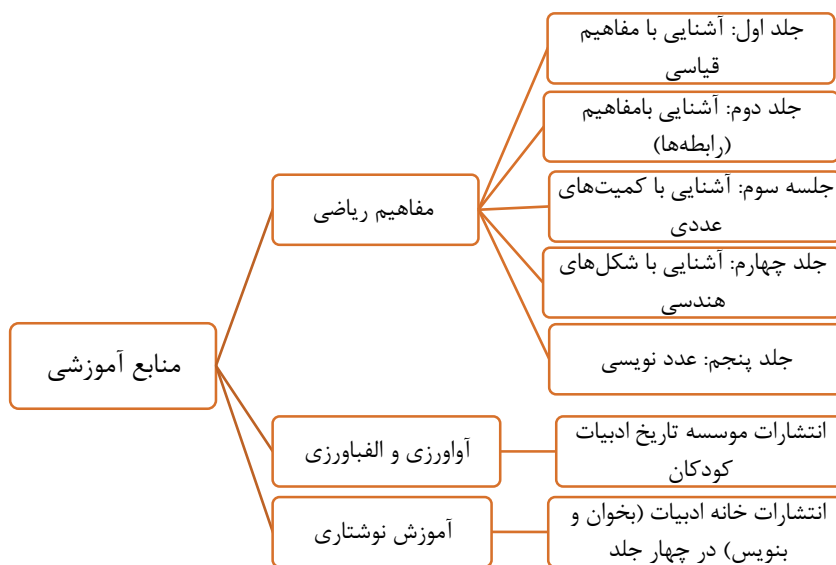 منابع آموزشی
مفاهیم ریاضی
جلد اول: آشنایی با مفاهیم
قیاسی
جلد دوم: آشنایی بامفاهیم
(رابطه‌ها)
جلسه سوم: آشنایی با کمیت‌های
عددی
جلد چهارم: آشنایی با شکل‌های
هندسی
جلد پنجم: عدد نویسی
آواورزی و الفباورزی
انتشارات موسسه تاریخ ادبیات
کودکان
آموزش نوشتاری
انتشارات خانه ادبیات (بخوان و
بنویس) در چهار جلد